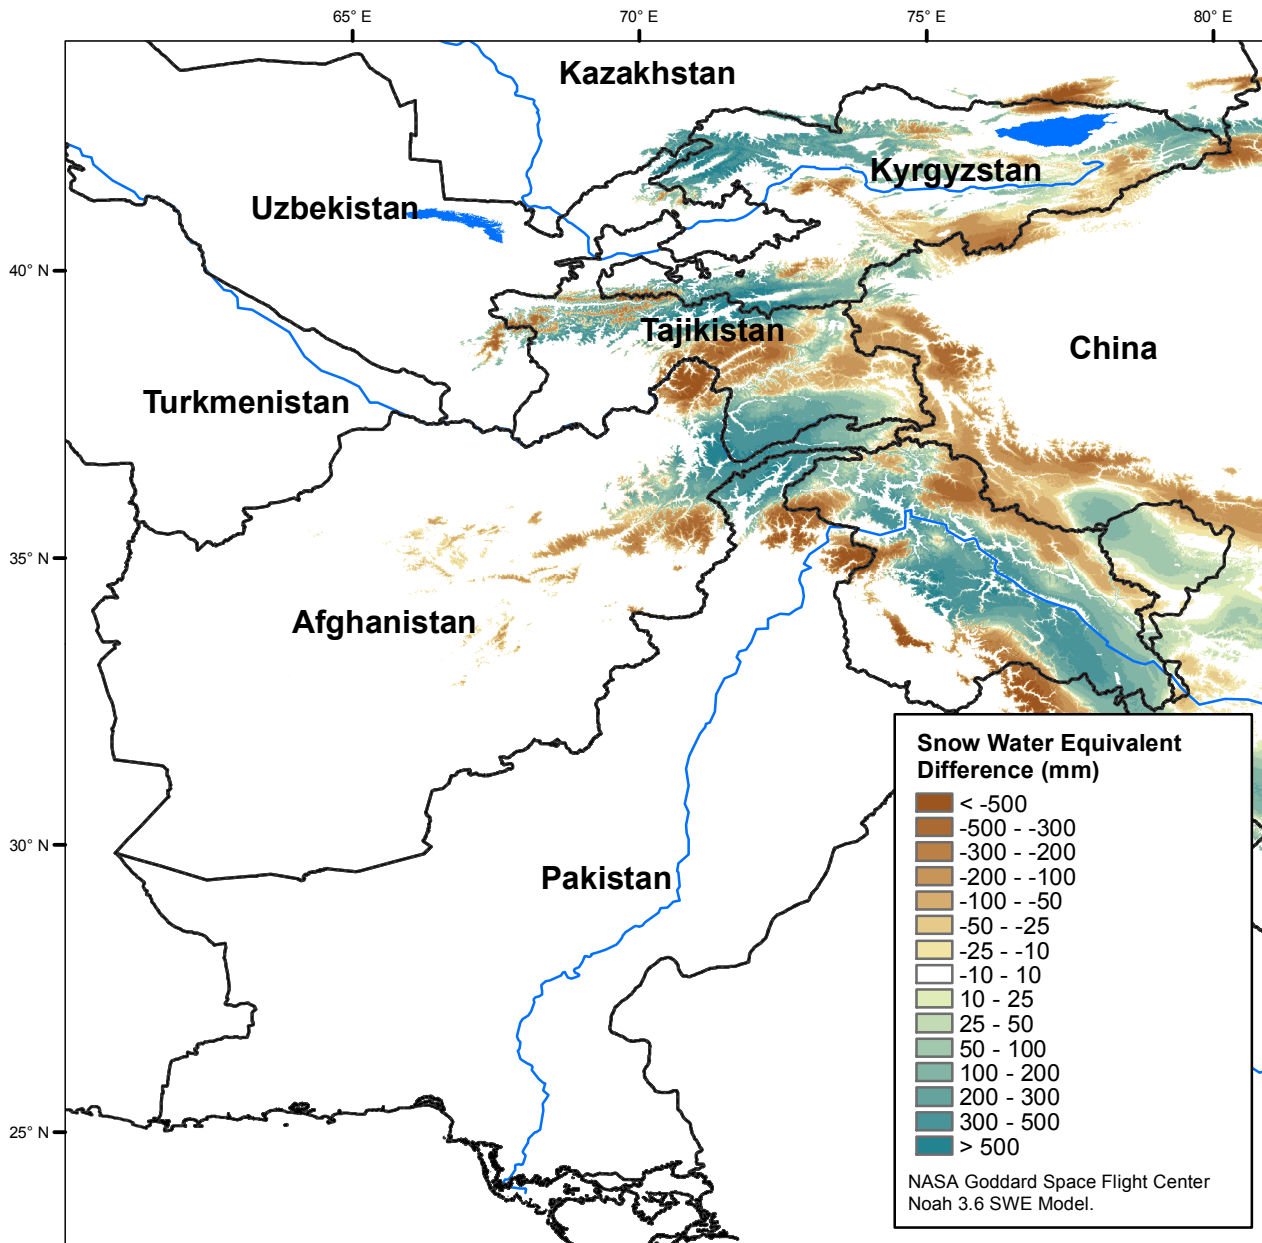 65° E
70° E
75° E
80° E
Kazakhstan
Kyrgyzstan
Uzbekistan
40° N
Tajikistan
China
Turkmenistan
35° N
Afghanistan
30° N
Pakistan
25° N
Snow Water Equivalent
Difference (mm)
< -500
-500 - -300
-300 - -200
-200 - -100
-100 - -50
-50 - -25
-25 - -10
-10 - 10
10 - 25
25 - 50
50 - 100
100 - 200
200 - 300
300 - 500
> 500
NASA Goddard Space Flight Center
Noah 3.6 SWE Model.